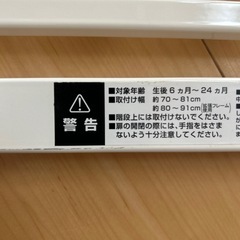 警告
■対象年齢 生後6ヵ月〜24ヵ月
■取付け幅 約70〜81cm
約80〜91cm
■階段上には取付けないでください。
■扉の開閉の際には、手指をはさま
ないよう十分注意してください。